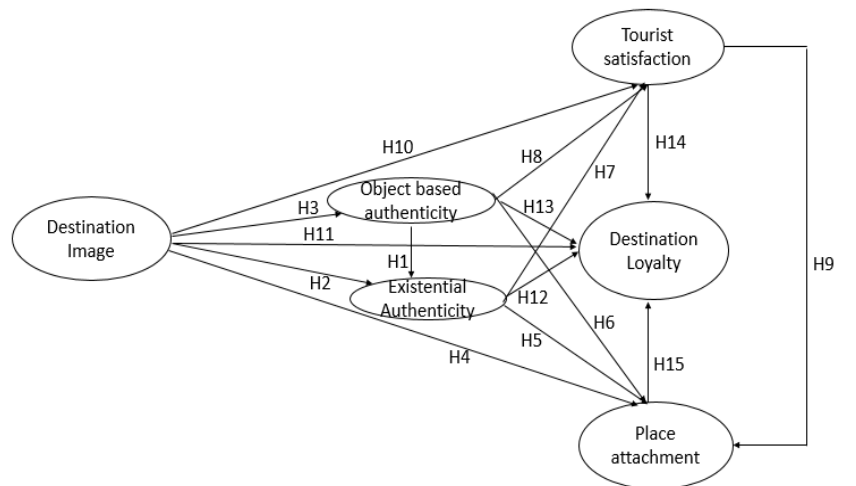 Tourist
satisfaction
H10
H8
H14
H7
Object based
authenticity
H3
H13
Destination
Image
H11
Destination
Loyalty
H1
H9
H2
Existential
Authenticity
H12
H6
H5
H4
H15
Place
attachment